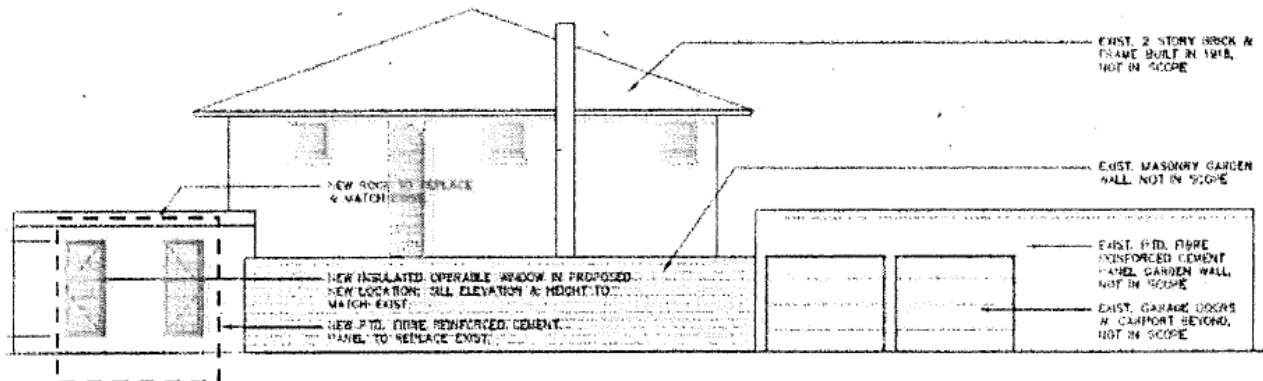 EXIST. 2 STORY BRICK &
FRAME BUILT IN 1918,
NOT IN SCOPE
EXIST. MASONRY GARDEN
WALL, NOT IN SCOPE
NEW ROOF TO REPLACE
& MATCH EXIST.
EXIST. PTD. FIBRE
REINFORCED CEMENT
PANEL GARDEN WALL,
NOT IN SCOPE
NEW INSULATED OPERABLE WINDOW IN PROPOSED
NEW LOCATION; SILL ELEVATION & HEIGHT TO
MATCH EXIST.
NEW PTD. FIBRE REINFORCED CEMENT
PANEL TO REPLACE EXIST.
EXIST. GARAGE DOORS
& CARPORT BEYOND,
NOT IN SCOPE